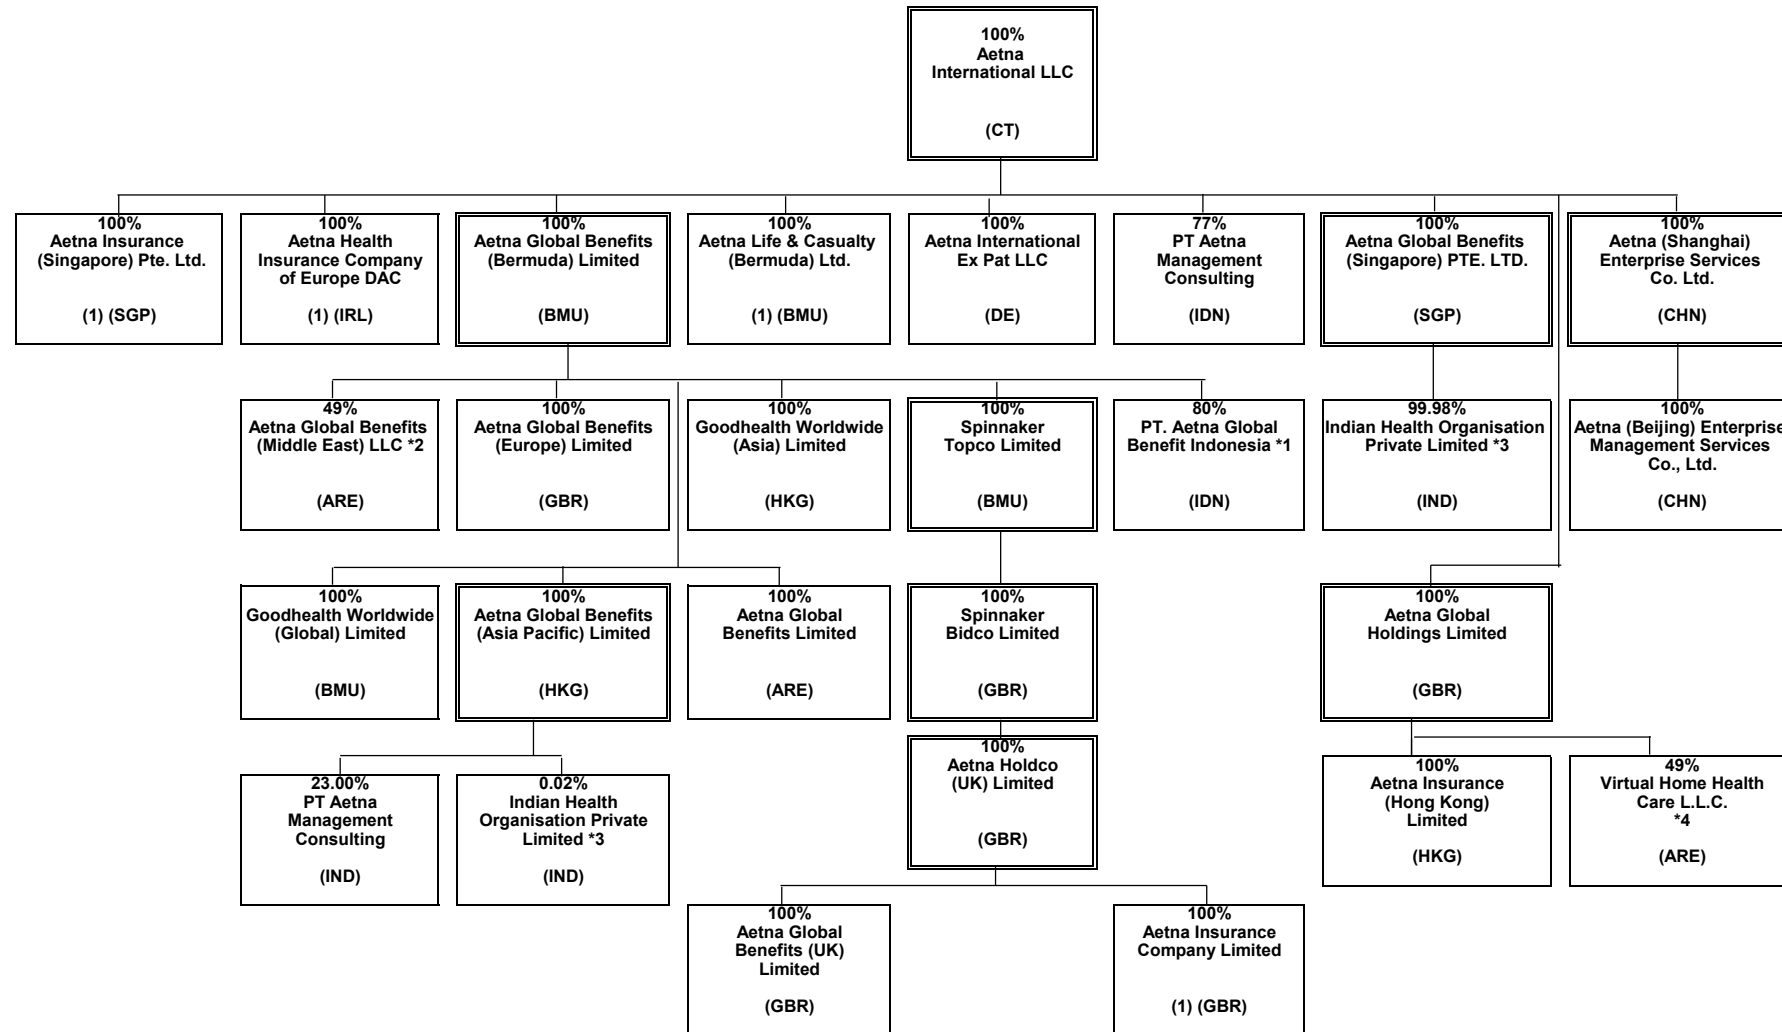 100%
Aetna
International LLC
(CT)
100%
Aetna Insurance
(Singapore) Pte. Ltd.
(1) (SGP)
100%
Aetna Health
Insurance Company
of Europe DAC
(1) (IRL)
100%
Aetna Global Benefits
(Bermuda) Limited
(BMU)
100%
Aetna Life & Casualty
(Bermuda) Ltd.
(1) (BMU)
100%
Aetna International
Ex Pat LLC
(DE)
77%
PT Aetna
Management
Consulting
(IDN)
100%
Aetna Global Benefits
(Singapore) PTE. LTD.
(SGP)
100%
Aetna (Shanghai)
Enterprise Services
Co. Ltd.
(CHN)
49%
Aetna Global Benefits
(Middle East) LLC *2
(ARE)
100%
Aetna Global Benefits
(Europe) Limited
(GBR)
100%
Goodhealth Worldwide
(Asia) Limited
(HKG)
100%
Spinnaker
Topco Limited
(BMU)
80%
PT. Aetna Global
Benefit Indonesia *1
(IDN)
99.98%
Indian Health Organisation
Private Limited *3
(IND)
100%
Aetna (Beijing) Enterprise
Management Services
Co., Ltd.
(CHN)
100%
Goodhealth Worldwide
(Global) Limited
(BMU)
100%
Aetna Global Benefits
(Asia Pacific) Limited
(HKG)
100%
Aetna Global
Benefits Limited
(ARE)
100%
Spinnaker
Bidco Limited
(GBR)
100%
Aetna Global
Holdings Limited
(GBR)
23.00%
PT Aetna
Management
Consulting
(IND)
0.02%
Indian Health
Organisation Private
Limited *3
(IND)
100%
Aetna Holdco
(UK) Limited
(GBR)
100%
Aetna Insurance
(Hong Kong)
Limited
(HKG)
49%
Virtual Home Health
Care L.L.C.
*4
(ARE)
100%
Aetna Global
Benefits (UK)
Limited
(GBR)
100%
Aetna Insurance
Company Limited
(1) (GBR)